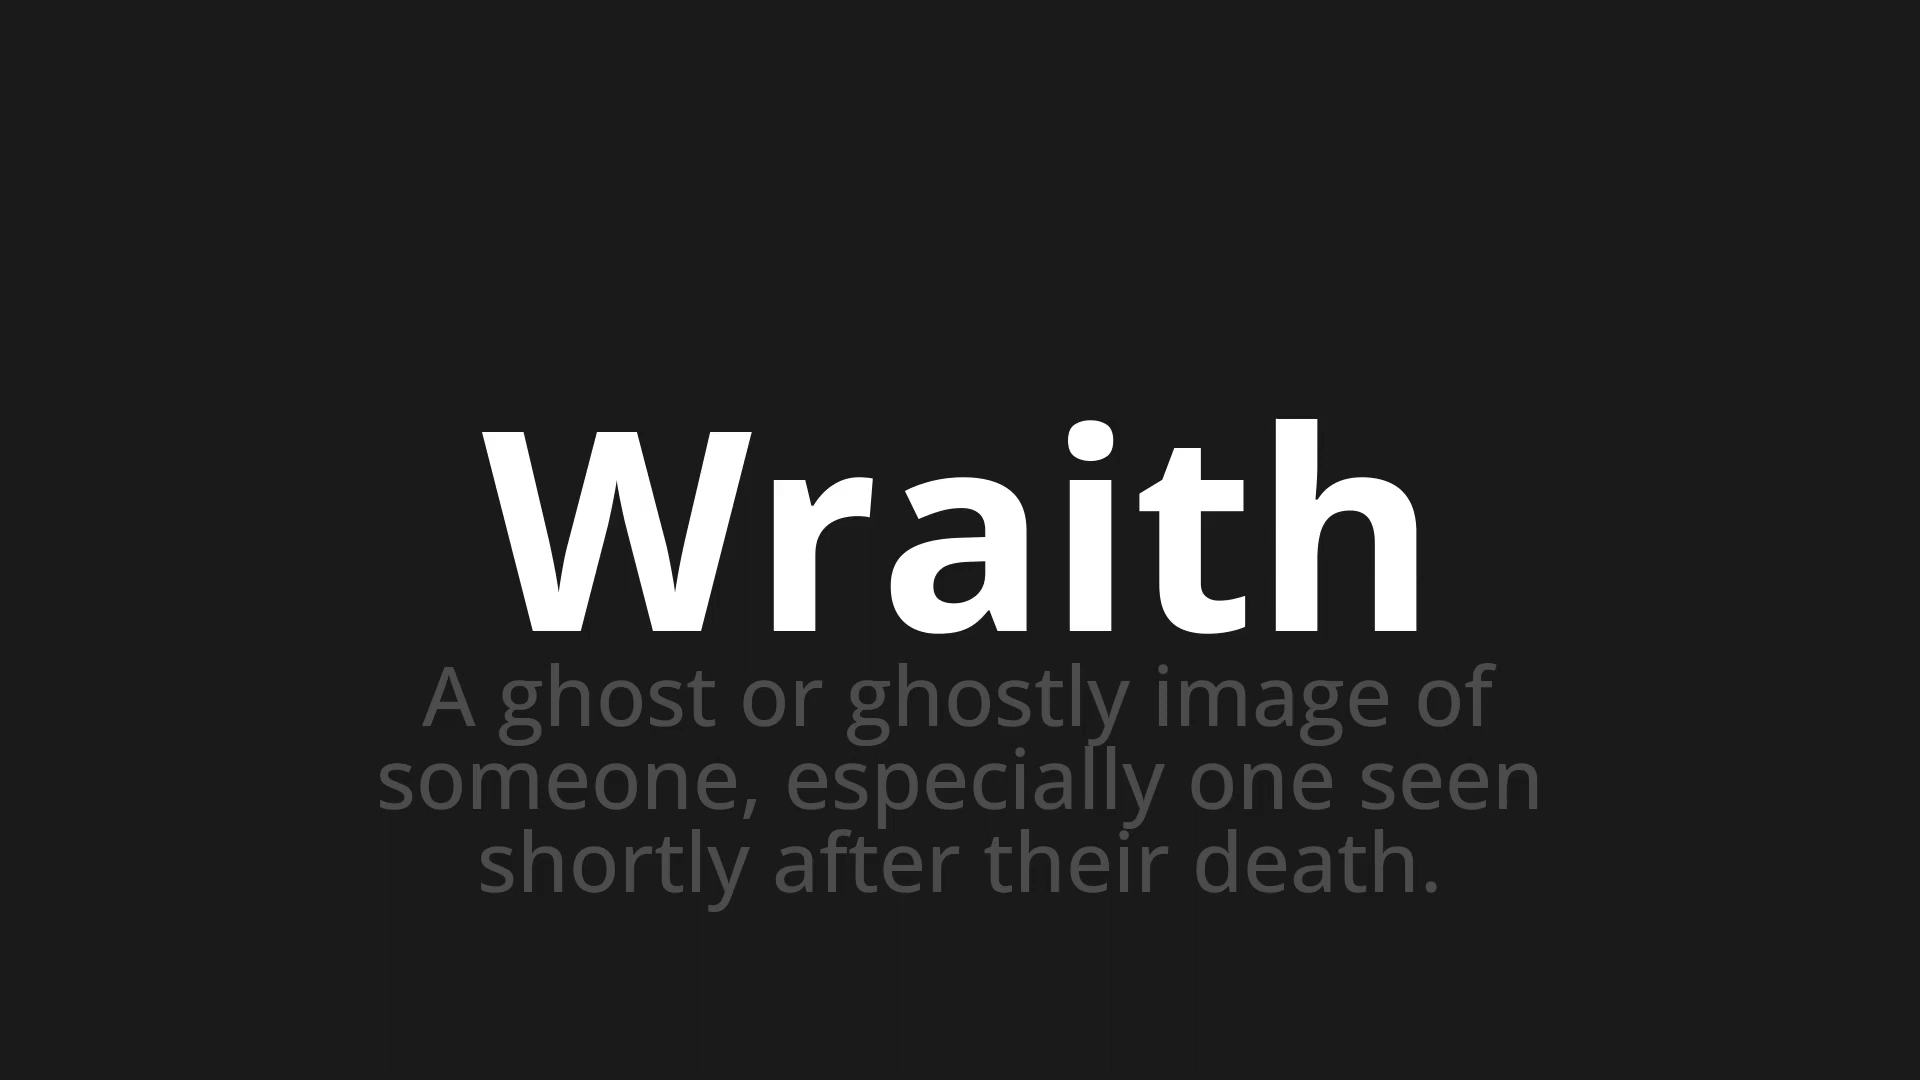 Wraith
A ghost or ghostly image of
someone, especially one seen
shortly after their death.